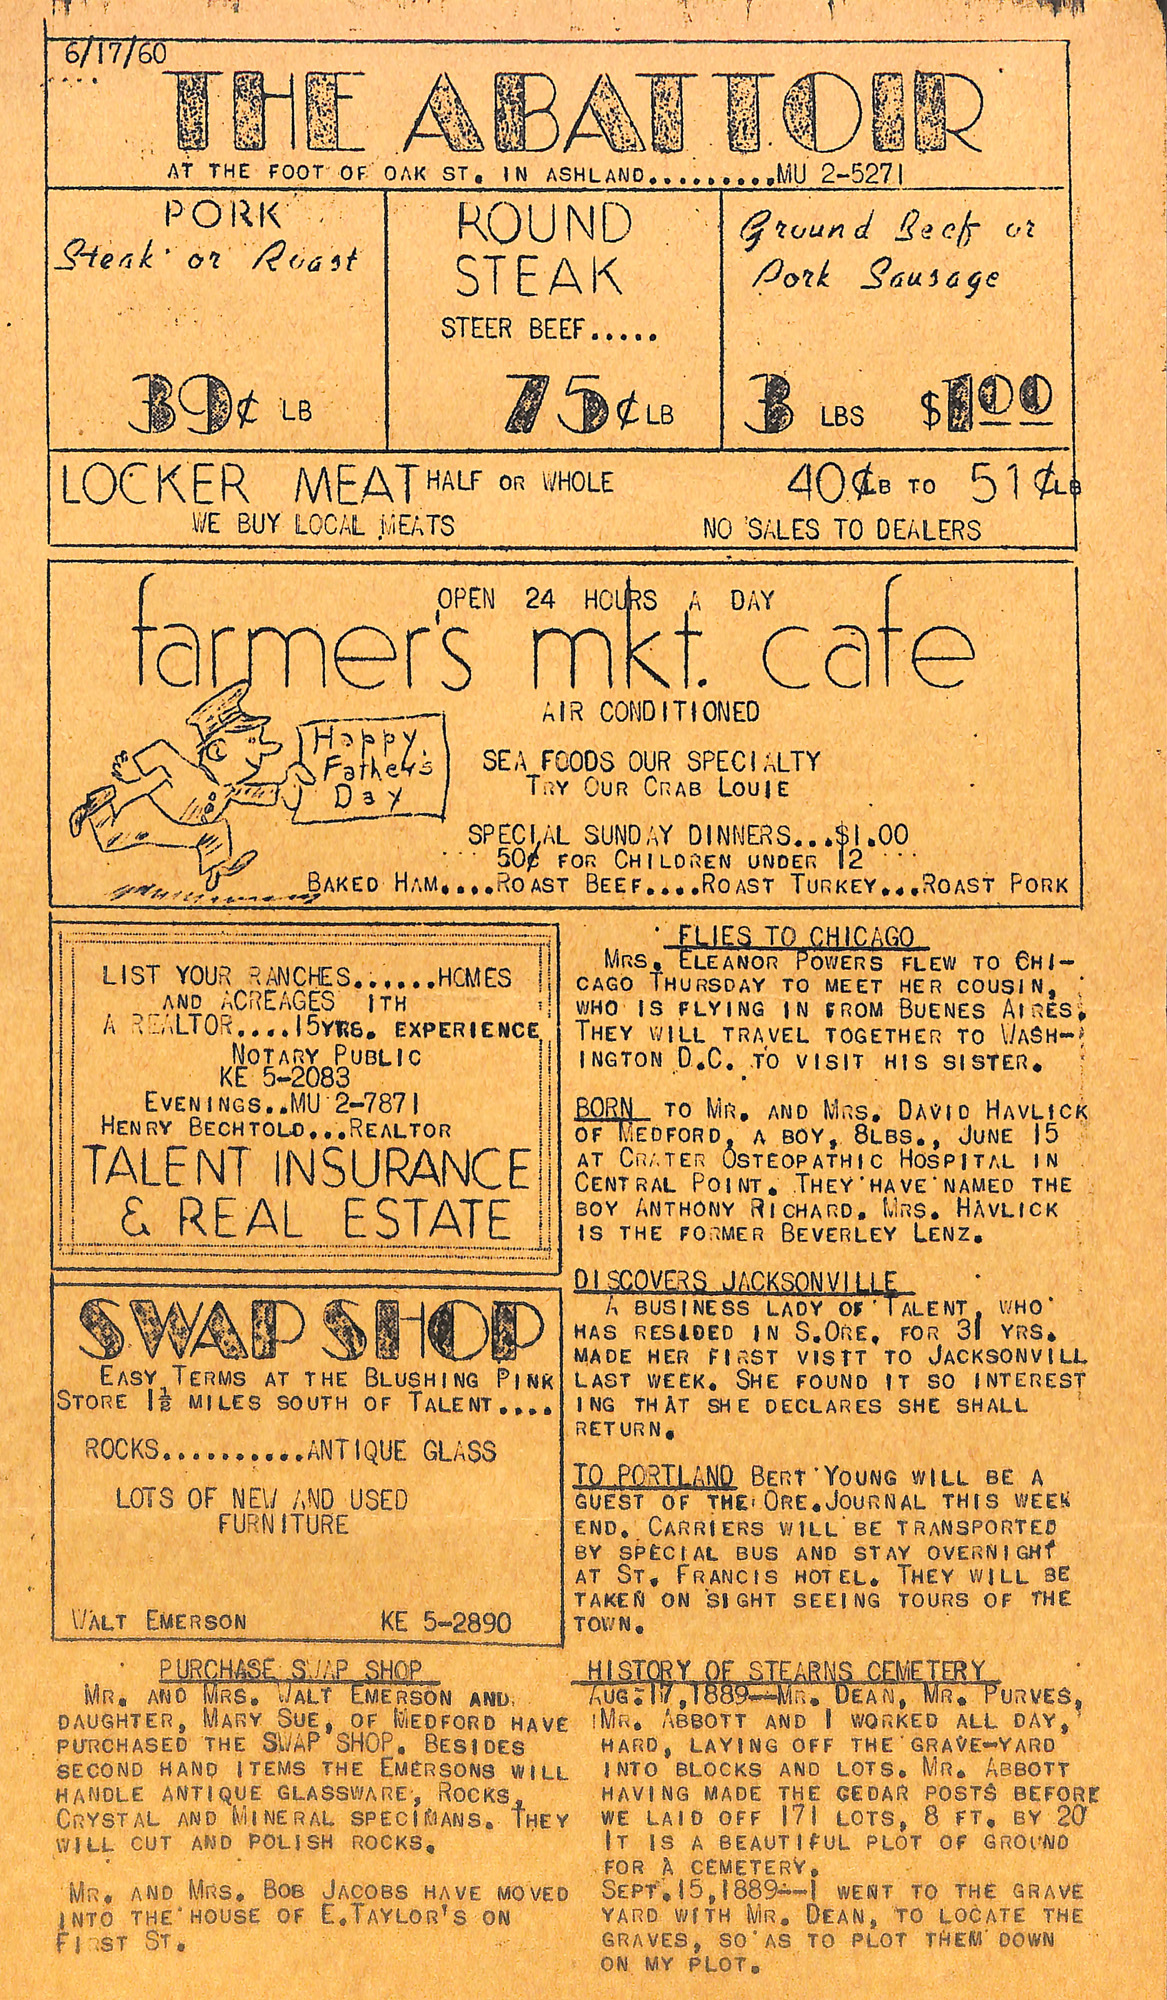 6/17/60
THE ABATTOIR
AT THE FOOT OF OAK ST. IN ASHLAND.........MU 2-5271
PORK
Steak or Roast
39¢ LB
ROUND
STEAK
STEER BEEF.....
75¢ LB
Ground Beef or
Pork Sausage
3 LBS $1.00
LOCKER MEAT HALF OR WHOLE 40¢LB TO 51¢LB
WE BUY LOCAL MEATS NO SALES TO DEALERS
OPEN 24 HOURS A DAY
farmer's mkt. cafe
AIR CONDITIONED
Happy
Father's
Day
SEA FOODS OUR SPECIALTY
TRY OUR CRAB LOUIE
SPECIAL SUNDAY DINNERS...$1.00
50¢ FOR CHILDREN UNDER 12
BAKED HAM....ROAST BEEF....ROAST TURKEY...ROAST PORK
LIST YOUR RANCHES......HOMES
AND ACREAGES ITH
A REALTOR....15YRS. EXPERIENCE
NOTARY PUBLIC
KE 5-2083
EVENINGS..MU 2-7871
HENRY BECHTOLD...REALTOR
TALENT INSURANCE
& REAL ESTATE
SWAP SHOP
EASY TERMS AT THE BLUSHING PINK
STORE 1½ MILES SOUTH OF TALENT....
ROCKS..........ANTIQUE GLASS
LOTS OF NEW AND USED
FURNITURE
WALT EMERSON KE 5-2890
PURCHASE SWAP SHOP
MR. AND MRS. WALT EMERSON AND
DAUGHTER, MARY SUE, OF MEDFORD HAVE
PURCHASED THE SWAP SHOP. BESIDES
SECOND HAND ITEMS THE EMERSONS WILL
HANDLE ANTIQUE GLASSWARE, ROCKS,
CRYSTAL AND MINERAL SPECIMANS. THEY
WILL CUT AND POLISH ROCKS.
MR. AND MRS. BOB JACOBS HAVE MOVED
INTO THE HOUSE OF E.TAYLOR'S ON
FIRST ST.
FLIES TO CHICAGO
MRS. ELEANOR POWERS FLEW TO CHI-
CAGO THURSDAY TO MEET HER COUSIN,
WHO IS FLYING IN FROM BUENES AIRES.
THEY WILL TRAVEL TOGETHER TO WASH-
INGTON D.C. TO VISIT HIS SISTER.
BORN TO MR. AND MRS. DAVID HAVLICK
OF MEDFORD, A BOY, 8LBS., JUNE 15
AT CRATER OSTEOPATHIC HOSPITAL IN
CENTRAL POINT. THEY HAVE NAMED THE
BOY ANTHONY RICHARD. MRS. HAVLICK
IS THE FORMER BEVERLEY LENZ.
DISCOVERS JACKSONVILLE
A BUSINESS LADY OF TALENT, WHO
HAS RESIDED IN S.ORE. FOR 31 YRS.
MADE HER FIRST VISIT TO JACKSONVILL
LAST WEEK. SHE FOUND IT SO INTEREST
ING THAT SHE DECLARES SHE SHALL
RETURN.
TO PORTLAND BERT YOUNG WILL BE A
GUEST OF THE ORE.JOURNAL THIS WEEK
END. CARRIERS WILL BE TRANSPORTED
BY SPECIAL BUS AND STAY OVERNIGHT
AT ST. FRANCIS HOTEL. THEY WILL BE
TAKEN ON SIGHT SEEING TOURS OF THE
TOWN.
HISTORY OF STEARNS CEMETERY
AUG.17,1889--MR. DEAN, MR. PURVES,
MR. ABBOTT AND I WORKED ALL DAY,
HARD, LAYING OFF THE GRAVE-YARD
INTO BLOCKS AND LOTS. MR. ABBOTT
HAVING MADE THE CEDAR POSTS BEFORE
WE LAID OFF 171 LOTS, 8 FT. BY 20
IT IS A BEAUTIFUL PLOT OF GROUND
FOR A CEMETERY.
SEPT.15,1889--I WENT TO THE GRAVE
YARD WITH MR. DEAN, TO LOCATE THE
GRAVES, SO AS TO PLOT THEM DOWN
ON MY PLOT.